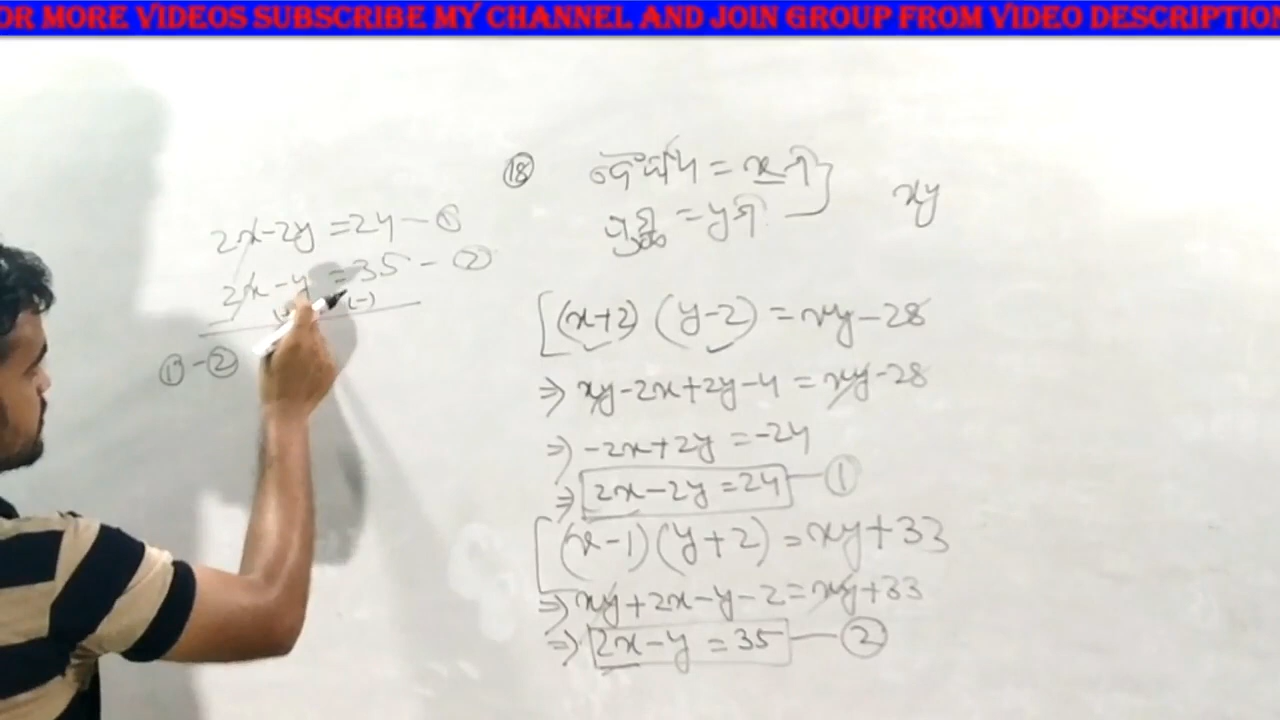 OR MORE VIDEOS SUBSCRIBE MY CHANNEL AND JOIN GROUP FROM VIDEO DESCRIPTION
⑱ ଦୈର୍ଘ୍ୟ = x ମି
ପ୍ରସ୍ଥ = y ମି
xy
[(x+2) (y-2) = xy-28
⇒ xy-2x+2y-4 = xy-28
⇒ -2x+2y = -24
⇒ 2x-2y = 24 — ①
[(x-1)(y+2) = xy+33
⇒ xy+2x-y-2 = xy+33
⇒ 2x-y = 35 — ②
2x-2y = 24 — ①
2x-y = 35 - ②
(-)
①-②